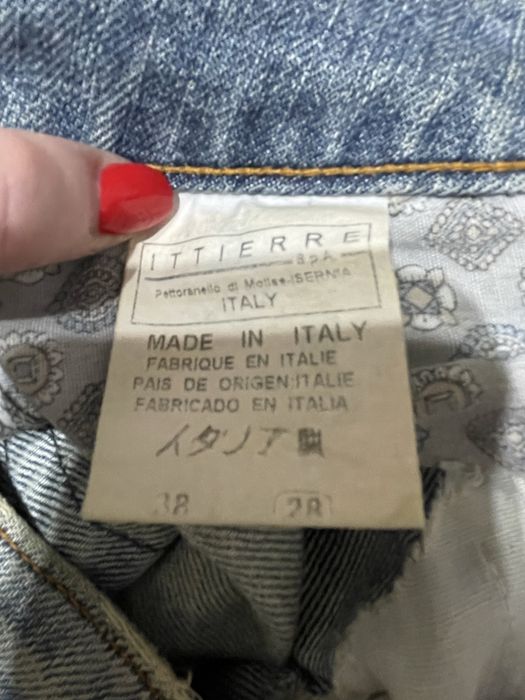 ITTIERRE
S.P.A.
Pettoranello di Molise-ISERNIA
ITALY
MADE IN ITALY
FABRIQUE EN ITALIE
PAIS DE ORIGEN:ITALIE
FABRICADO EN ITALIA
イタリア製
38 28